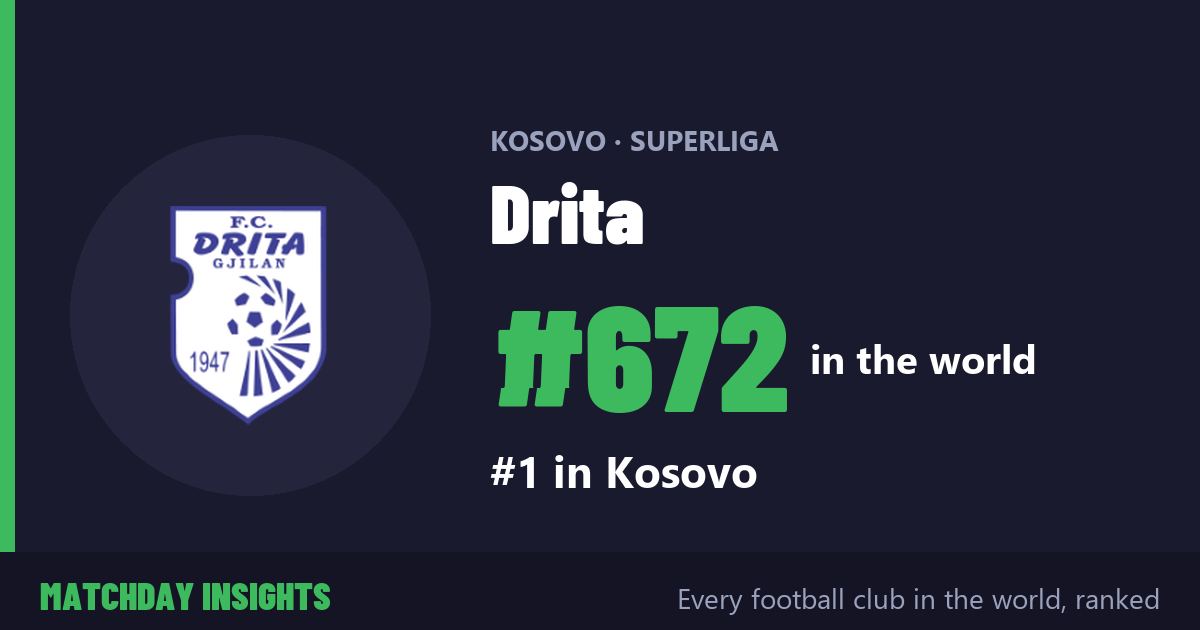 F.C.
DRITA
GJILAN
1947
KOSOVO · SUPERLIGA
Drita
#672 in the world
#1 in Kosovo
MATCHDAY INSIGHTS
Every football club in the world, ranked